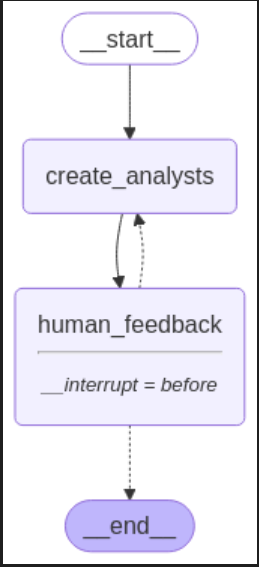 __start__
create_analysts
human_feedback
__interrupt = before
__end__